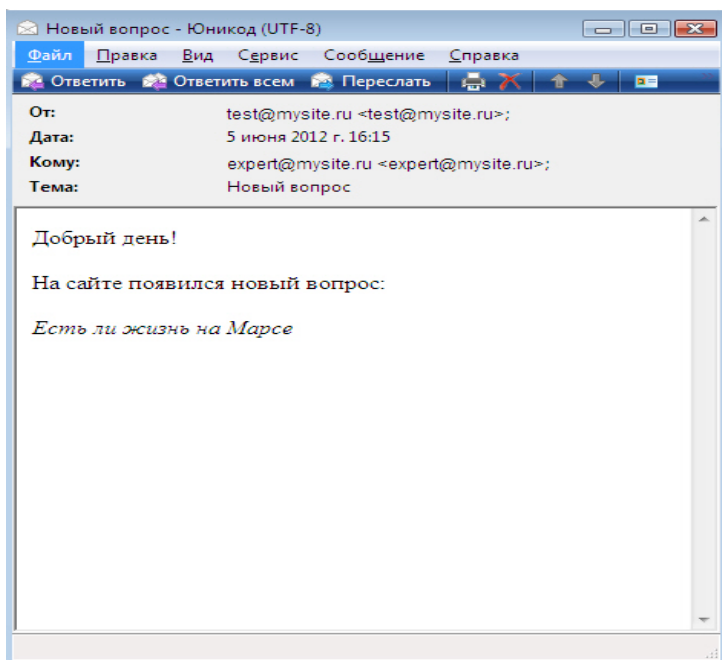 Новый вопрос - Юникод (UTF-8)
Файл Правка Вид Сервис Сообщение Справка
Ответить Ответить всем Переслать
От: test@mysite.ru <test@mysite.ru>;
Дата: 5 июня 2012 г. 16:15
Кому: expert@mysite.ru <expert@mysite.ru>;
Тема: Новый вопрос
Добрый день!
На сайте появился новый вопрос:
Есть ли жизнь на Марсе